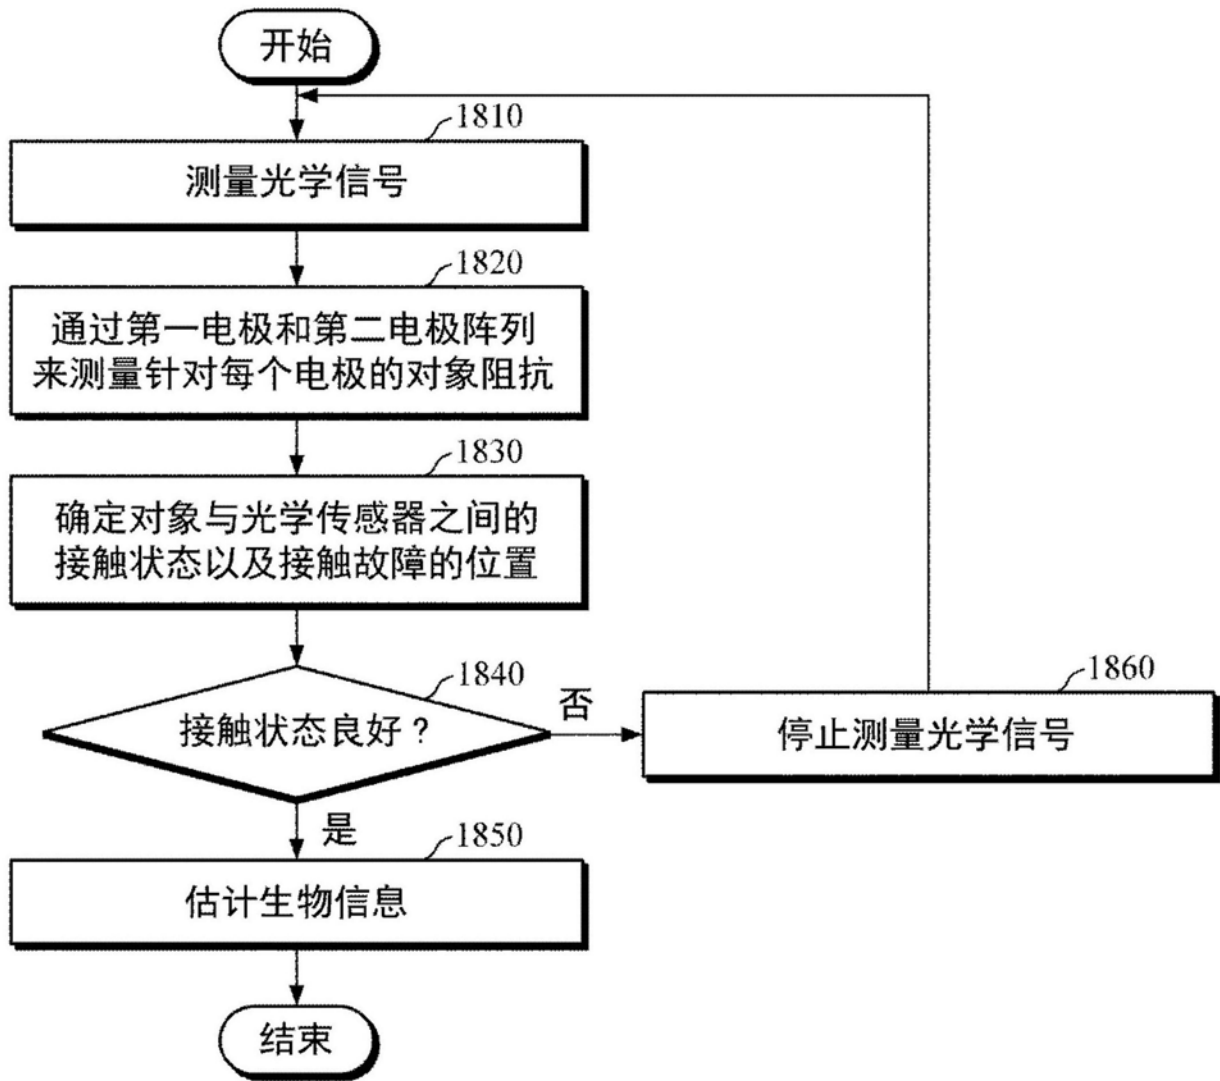 开始
1810
测量光学信号
1820
通过第一电极和第二电极阵列
来测量针对每个电极的对象阻抗
1830
确定对象与光学传感器之间的
接触状态以及接触故障的位置
1840
接触状态良好？
否
1860
停止测量光学信号
是
1850
估计生物信息
结束